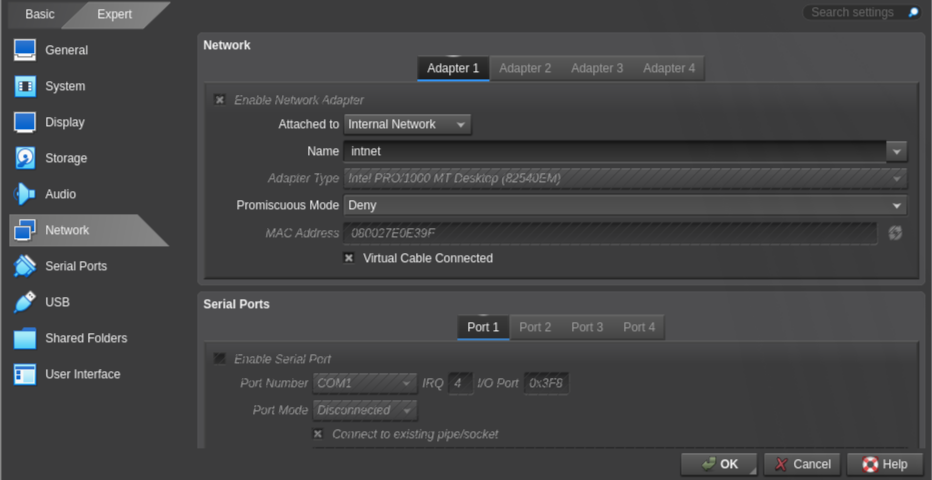 Basic Expert Search settings
General
System
Display
Storage
Audio
Network
Serial Ports
USB
Shared Folders
User Interface
Network
Adapter 1 Adapter 2 Adapter 3 Adapter 4
Enable Network Adapter
Attached to Internal Network
Name intnet
Adapter Type Intel PRO/1000 MT Desktop (82540EM)
Promiscuous Mode Deny
MAC Address 080027E0E39F
Virtual Cable Connected
Serial Ports
Port 1 Port 2 Port 3 Port 4
Enable Serial Port
Port Number COM1 IRQ 4 I/O Port 0x3F8
Port Mode Disconnected
Connect to existing pipe/socket
OK Cancel Help